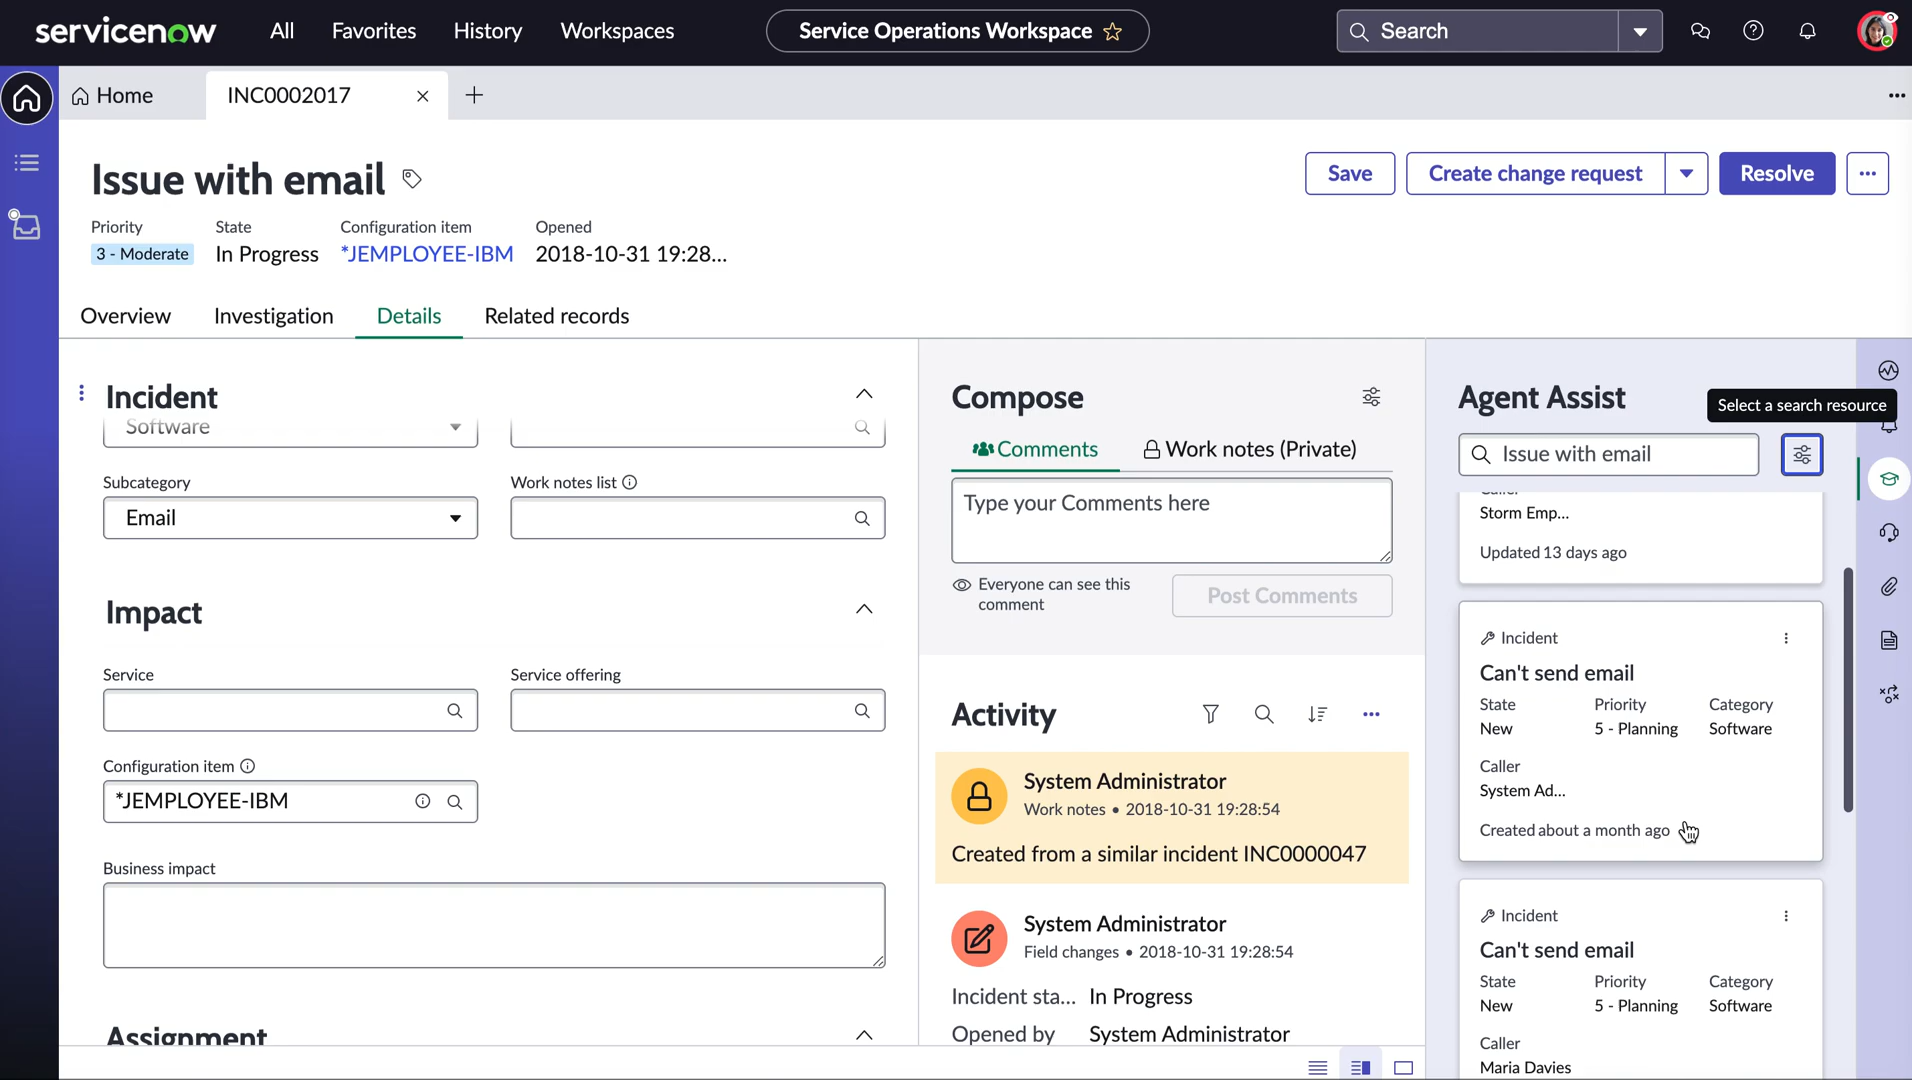 servicenow
All
Favorites
History
Workspaces
Service Operations Workspace
Search
Home
INC0002017
Issue with email
Save
Create change request
Resolve
Priority
State
Configuration item
Opened
3 - Moderate
In Progress
*JEMPLOYEE-IBM
2018-10-31 19:28...
Overview
Investigation
Details
Related records
Incident
Software
Subcategory
Work notes list
Email
Impact
Service
Service offering
Configuration item
*JEMPLOYEE-IBM
Business impact
Assignment
Compose
Comments
Work notes (Private)
Type your Comments here
Everyone can see this
comment
Post Comments
Activity
System Administrator
Work notes • 2018-10-31 19:28:54
Created from a similar incident INC0000047
System Administrator
Field changes • 2018-10-31 19:28:54
Incident sta... In Progress
Opened by System Administrator
Agent Assist
Select a search resource
Issue with email
Caller
Storm Emp...
Updated 13 days ago
Incident
Can't send email
State Priority Category
New 5 - Planning Software
Caller
System Ad...
Created about a month ago
Incident
Can't send email
State Priority Category
New 5 - Planning Software
Caller
Maria Davies